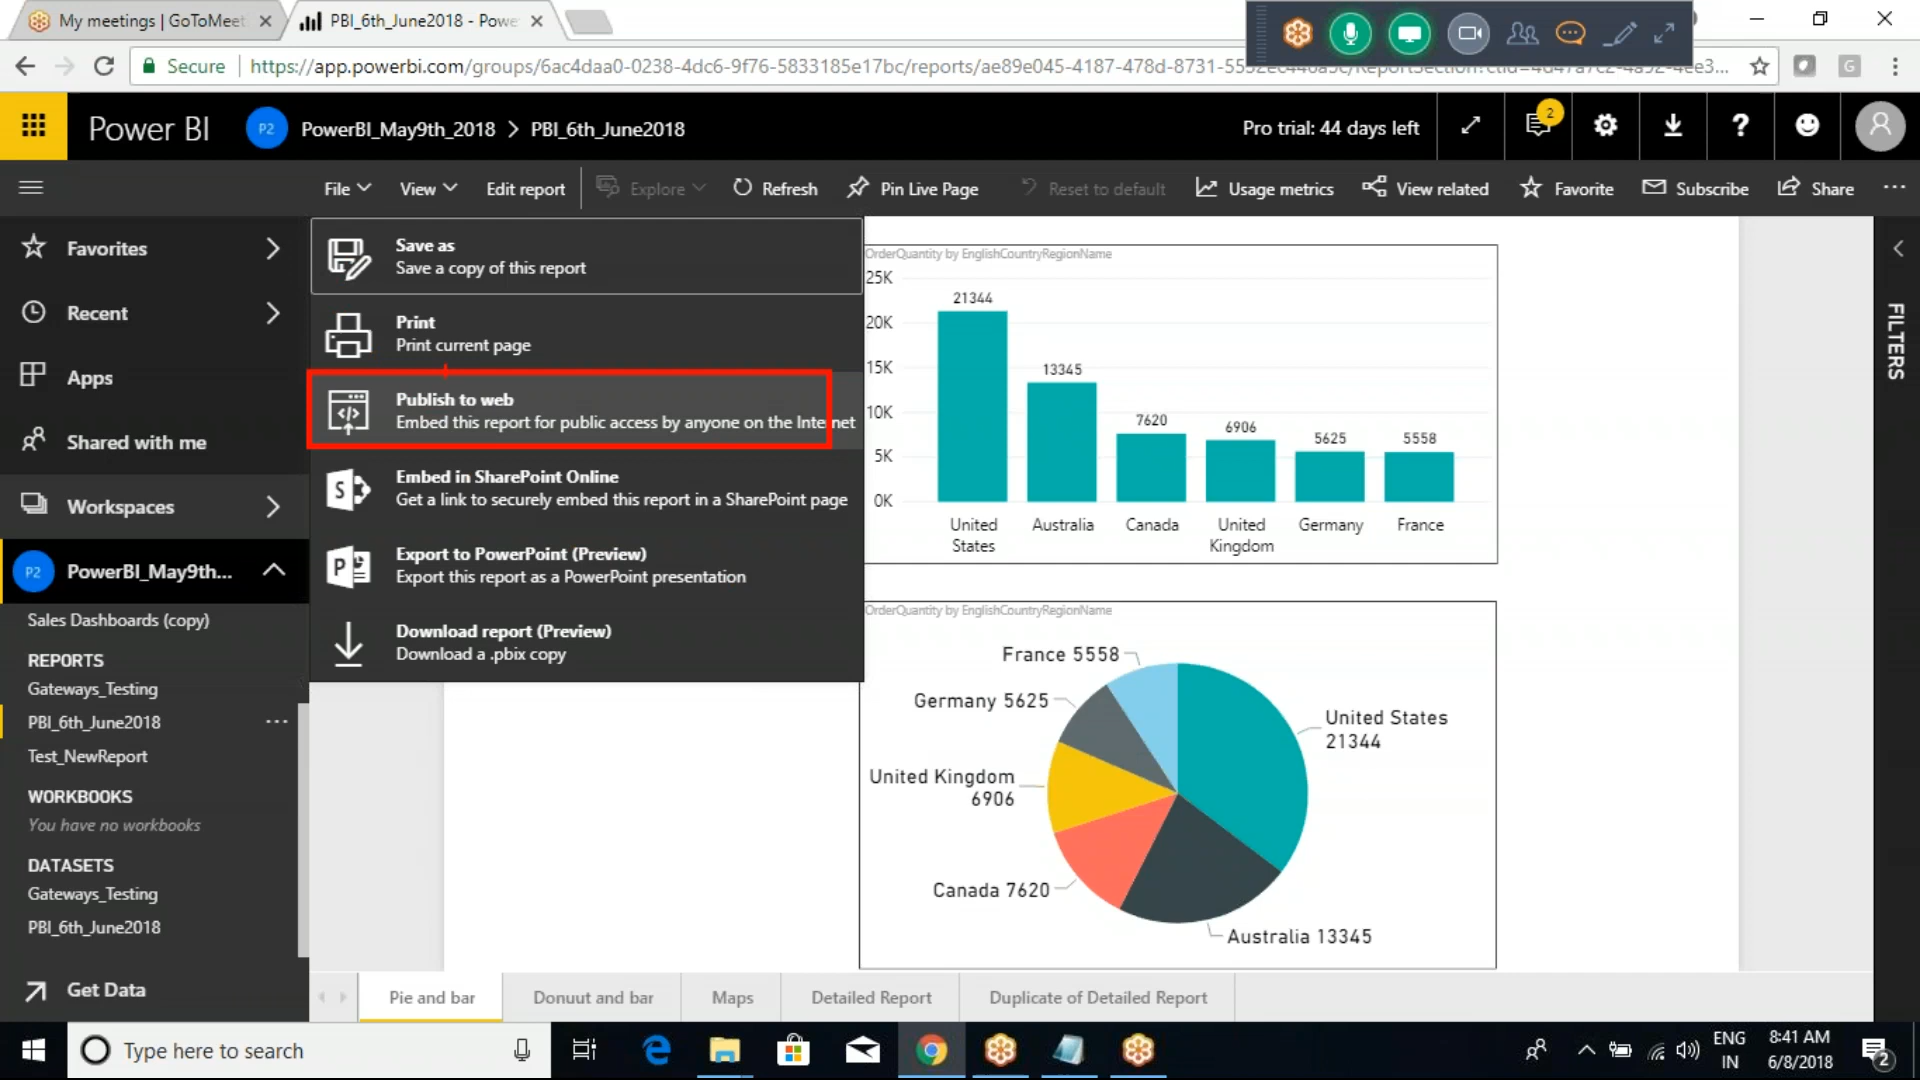 My meetings | GoToMeet
PBI_6th_June2018 - Powe
Secure
https://app.powerbi.com/groups/6ac4daa0-0238-4dc6-9f76-5833185e17bc/reports/ae89e045-4187-478d-8731-
G
Power BI
P2
PowerBI_May9th_2018 > PBI_6th_June2018
Pro trial: 44 days left
2
?
File
View
Edit report
Explore
Refresh
Pin Live Page
Reset to default
Usage metrics
View related
Favorite
Subscribe
Share
Favorites
Recent
Apps
Shared with me
Workspaces
P2
PowerBI_May9th...
Sales Dashboards (copy)
REPORTS
Gateways_Testing
PBI_6th_June2018
Test_NewReport
WORKBOOKS
You have no workbooks
DATASETS
Gateways_Testing
PBI_6th_June2018
Get Data
Save as
Save a copy of this report
Print
Print current page
Publish to web
Embed this report for public access by anyone on the Internet
Embed in SharePoint Online
Get a link to securely embed this report in a SharePoint page
Export to PowerPoint (Preview)
Export this report as a PowerPoint presentation
Download report (Preview)
Download a .pbix copy
OrderQuantity by EnglishCountryRegionName
25K
20K
15K
10K
5K
0K
21344
13345
7620
6906
5625
5558
United States
Australia
Canada
United Kingdom
Germany
France
OrderQuantity by EnglishCountryRegionName
France 5558
Germany 5625
United States
21344
United Kingdom
6906
Canada 7620
Australia 13345
FILTERS
Pie and bar
Donuut and bar
Maps
Detailed Report
Duplicate of Detailed Report
Type here to search
ENG
IN
8:41 AM
6/8/2018
2